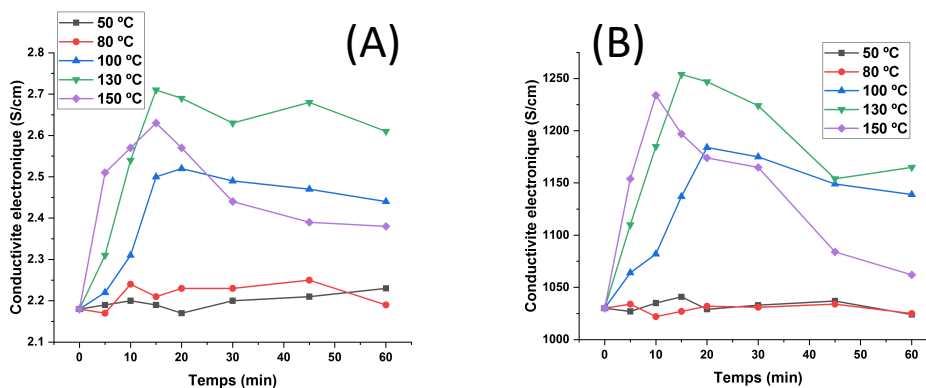 (A)
50 ºC
80 ºC
100 ºC
130 ºC
150 ºC
Conductivite electronique (S/cm)
2.8
2.7
2.6
2.5
2.4
2.3
2.2
2.1
0 10 20 30 40 50 60
Temps (min)
(B)
50 ºC
80 ºC
100 ºC
130 ºC
150 ºC
Conductivite electronique (S/cm)
1250
1200
1150
1100
1050
1000
0 10 20 30 40 50 60
Temps (min)